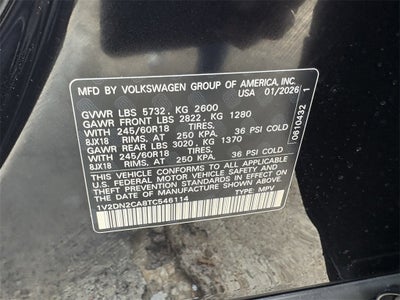 MFD BY VOLKSWAGEN GROUP OF AMERICA, INC.
USA 01/2026
GVWR LBS 5732, KG 2600
GAWR FRONT LBS 2822, KG 1280
WITH 245/60R18 TIRES,
8JX18 RIMS, AT 250 KPA, 36 PSI COLD
GAWR REAR LBS 3020, KG 1370
WITH 245/60R18 TIRES,
8JX18 RIMS, AT 250 KPA, 36 PSI COLD
THIS VEHICLE CONFORMS TO ALL APPLICABLE
U.S. FEDERAL MOTOR VEHICLE SAFETY STANDARDS
IN EFFECT ON THE DATE OF
MANUFACTURE SHOWN ABOVE.
1V2DN2CA8TC546114
TYPE: MPV
0610432 1